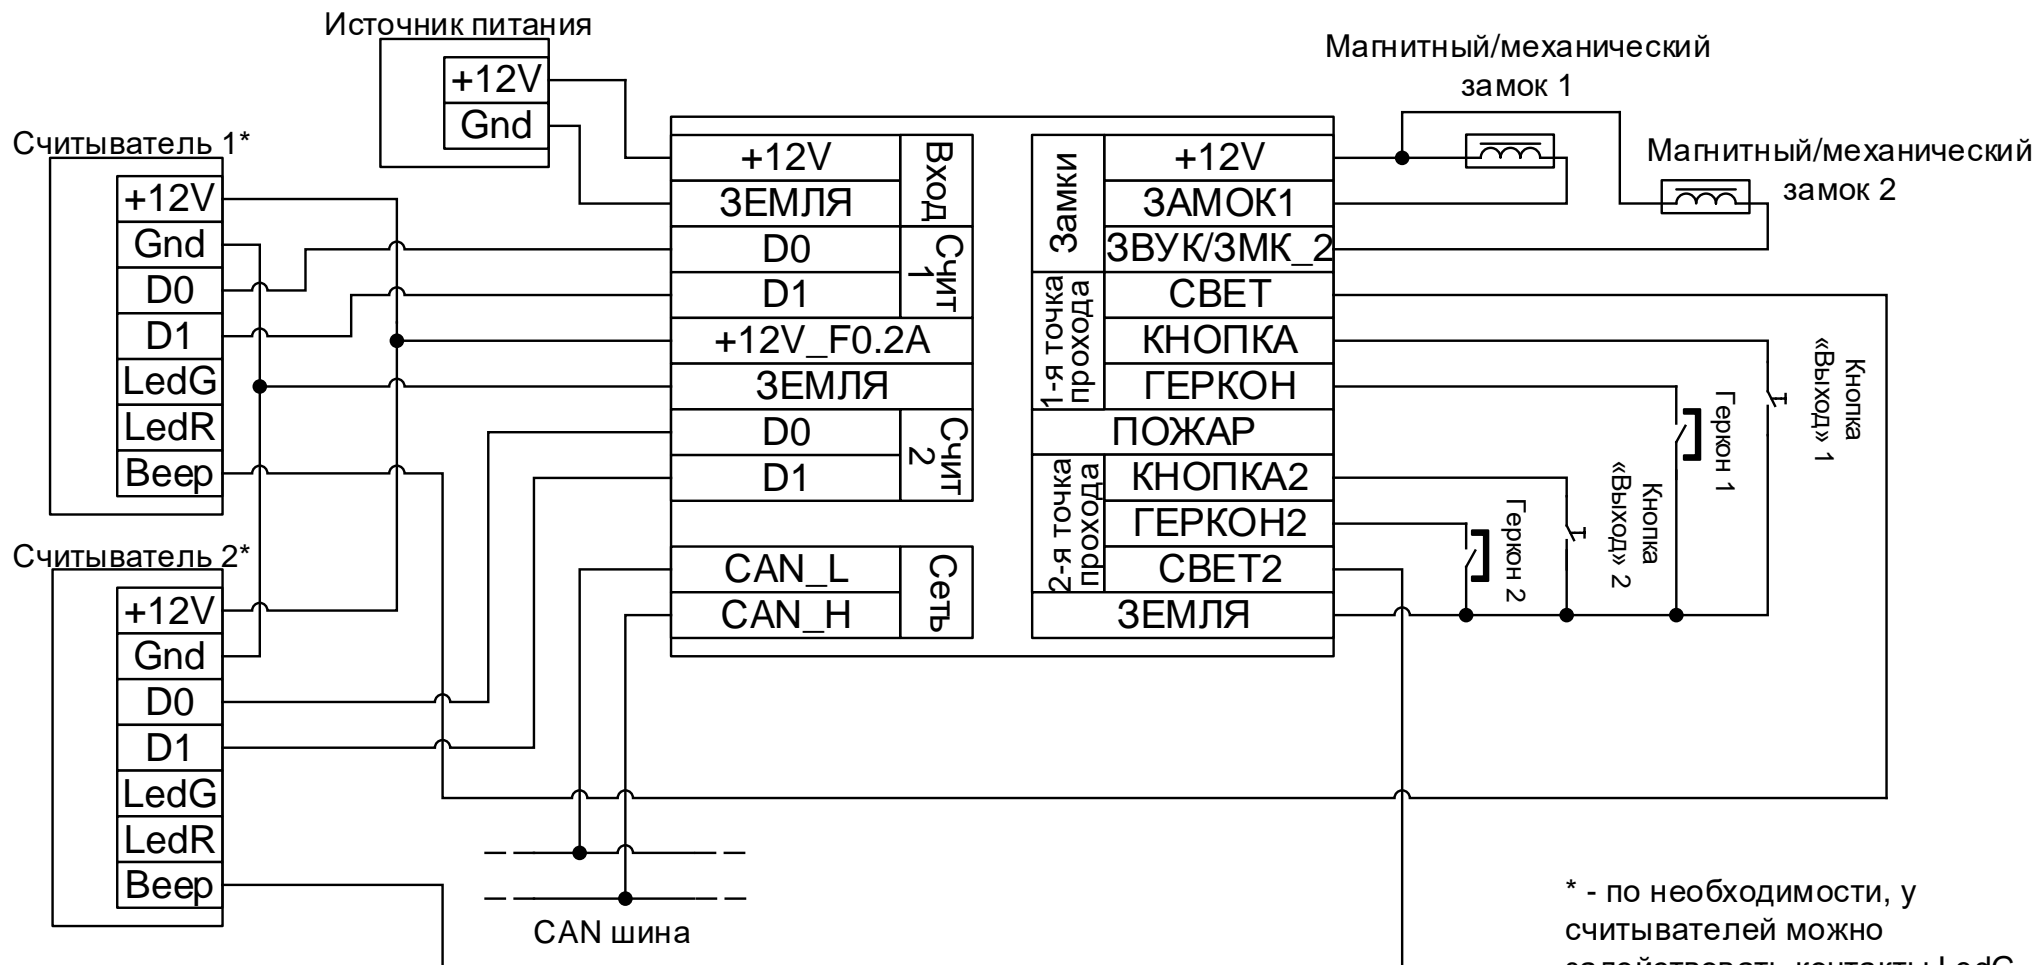 Источник питания
+12V
Gnd
Считыватель 1*
+12V
Gnd
D0
D1
LedG
LedR
Beep
Считыватель 2*
+12V
Gnd
D0
D1
LedG
LedR
Beep
+12V
ЗЕМЛЯ
Вход
D0
D1
Счит
1
+12V_F0.2A
ЗЕМЛЯ
D0
D1
Счит
2
CAN_L
CAN_H
Сеть
CAN шина
Замки
+12V
ЗАМОК1
ЗВУК/ЗМК_2
1-я точка
прохода
СВЕТ
КНОПКА
ГЕРКОН
ПОЖАР
2-я точка
прохода
КНОПКА2
ГЕРКОН2
СВЕТ2
ЗЕМЛЯ
Магнитный/механический
замок 1
Магнитный/механический
замок 2
Кнопка
«Выход» 1
Геркон 1
Кнопка
«Выход» 2
Геркон 2
* - по необходимости, у
считывателей можно
задействовать контакты LedG